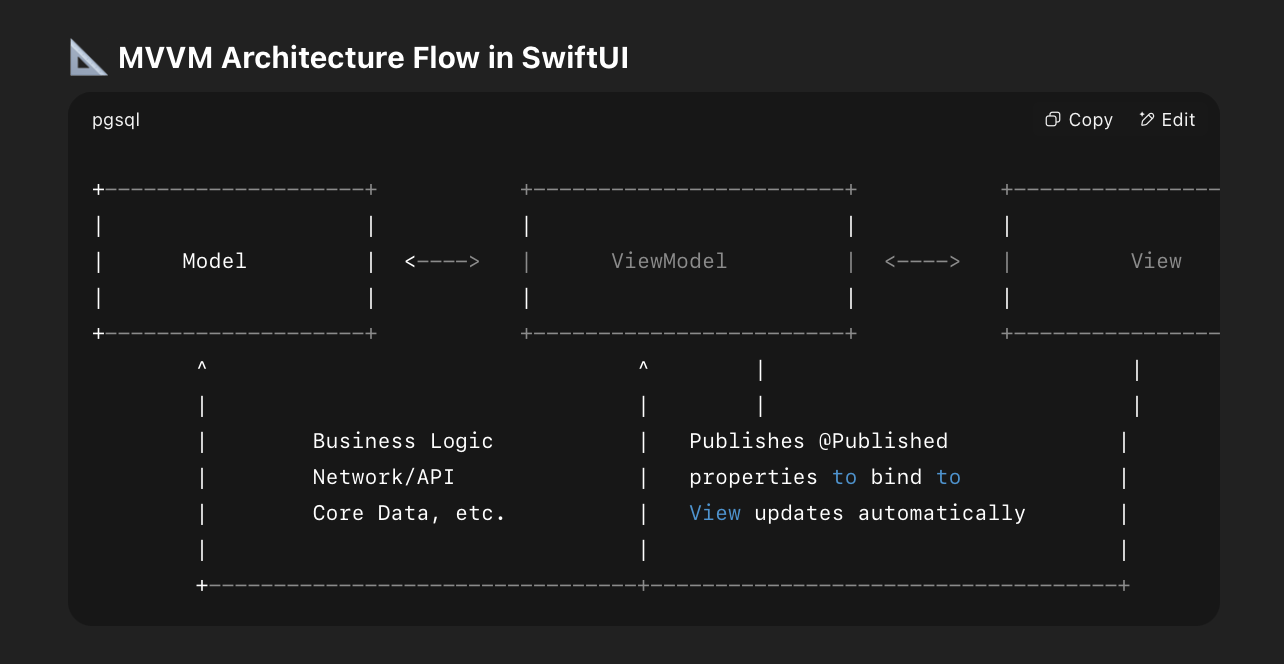 📐 MVVM Architecture Flow in SwiftUI
pgsql Copy Edit
+--------------------+           +------------------------+           +----------------
|                    |           |                        |           |
|      Model         |  <---->   |      ViewModel         |  <---->   |         View
|                    |           |                        |           |
+--------------------+           +------------------------+           +----------------
        ^                                 ^        |                            |
        |                                 |        |                            |
        |        Business Logic           |   Publishes @Published             |
        |        Network/API              |   properties to bind to            |
        |        Core Data, etc.          |   View updates automatically       |
        |                                 |                                    |
        +---------------------------------+------------------------------------+